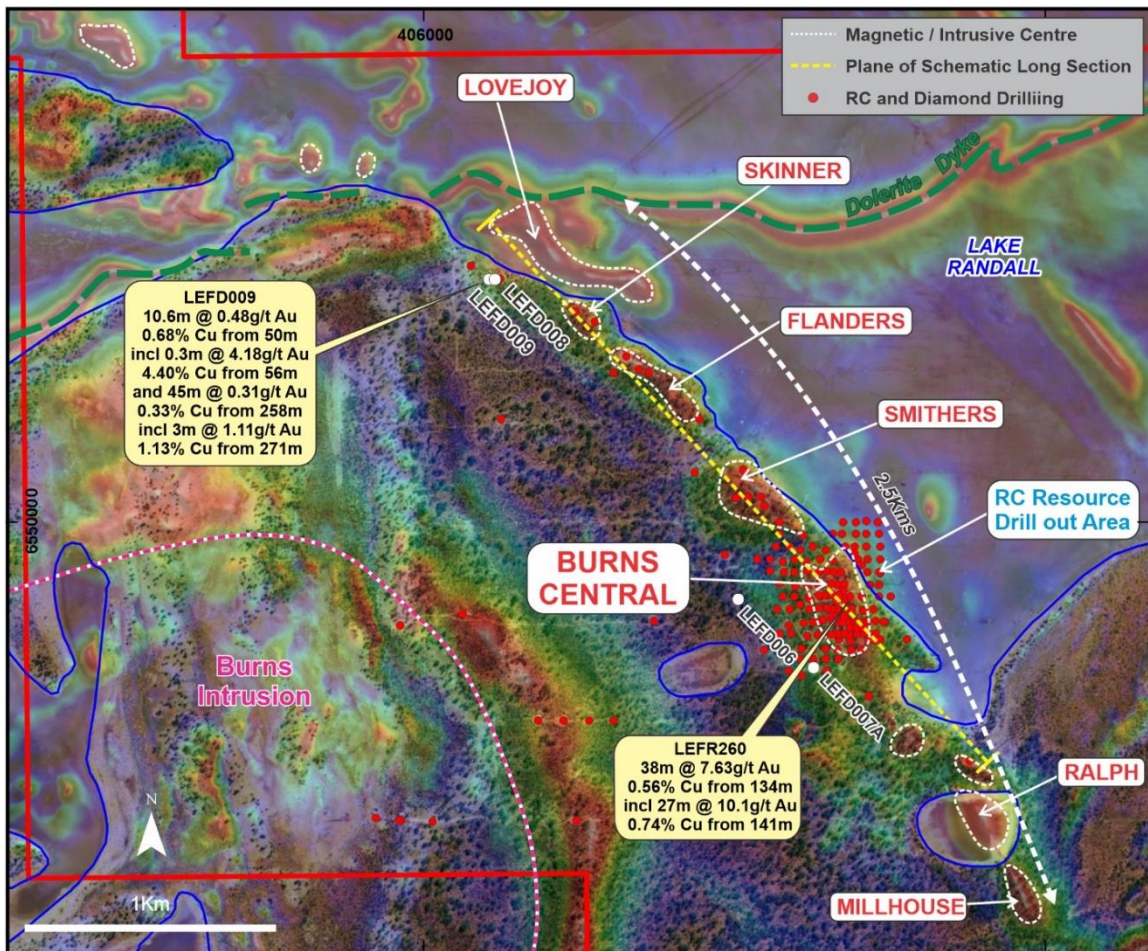 406000
Magnetic / Intrusive Centre
Plane of Schematic Long Section
RC and Diamond Drilliing
LOVEJOY
SKINNER
Dolerite Dyke
LAKE
RANDALL
LEFD009
10.6m @ 0.48g/t Au
0.68% Cu from 50m
incl 0.3m @ 4.18g/t Au
4.40% Cu from 56m
and 45m @ 0.31g/t Au
0.33% Cu from 258m
incl 3m @ 1.11g/t Au
1.13% Cu from 271m
LEFD008
LEFD009
FLANDERS
SMITHERS
2.5Kms
6550000
RC Resource
Drill out Area
BURNS
CENTRAL
LEFD006
LEFD007A
Burns
Intrusion
LEFR260
38m @ 7.63g/t Au
0.56% Cu from 134m
incl 27m @ 10.1g/t Au
0.74% Cu from 141m
RALPH
N
1Km
MILLHOUSE